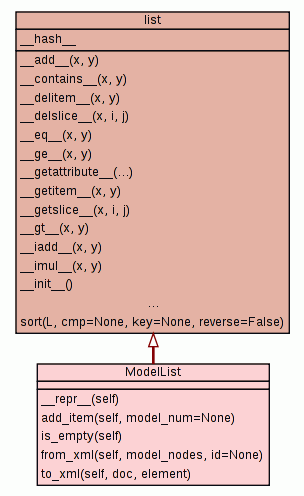 list
__hash__
__add__(x, y)
__contains__(x, y)
__delitem__(x, y)
__delslice__(x, i, j)
__eq__(x, y)
__ge__(x, y)
__getattribute__(...)
__getitem__(x, y)
__getslice__(x, i, j)
__gt__(x, y)
__iadd__(x, y)
__imul__(x, y)
__init__()
...
sort(L, cmp=None, key=None, reverse=False)
ModelList
__repr__(self)
add_item(self, model_num=None)
is_empty(self)
from_xml(self, model_nodes, id=None)
to_xml(self, doc, element)